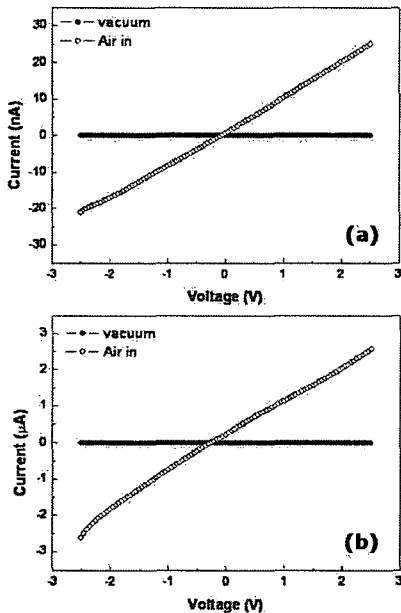 vacuum
Air in
30
20
10
0
-10
-20
-30
Current (nA)
(a)
-3 -2 -1 0 1 2 3
Voltage (V)
vacuum
Air in
3
2
1
0
-1
-2
-3
Current (μA)
(b)
-3 -2 -1 0 1 2 3
Voltage (V)